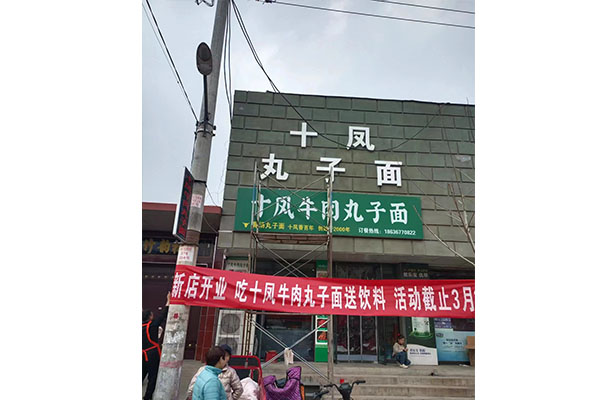 十凤
丸子面
十凤牛肉丸子面
订餐热线：18636770822
新店开业 吃十凤牛肉丸子面送饮料 活动截止3月